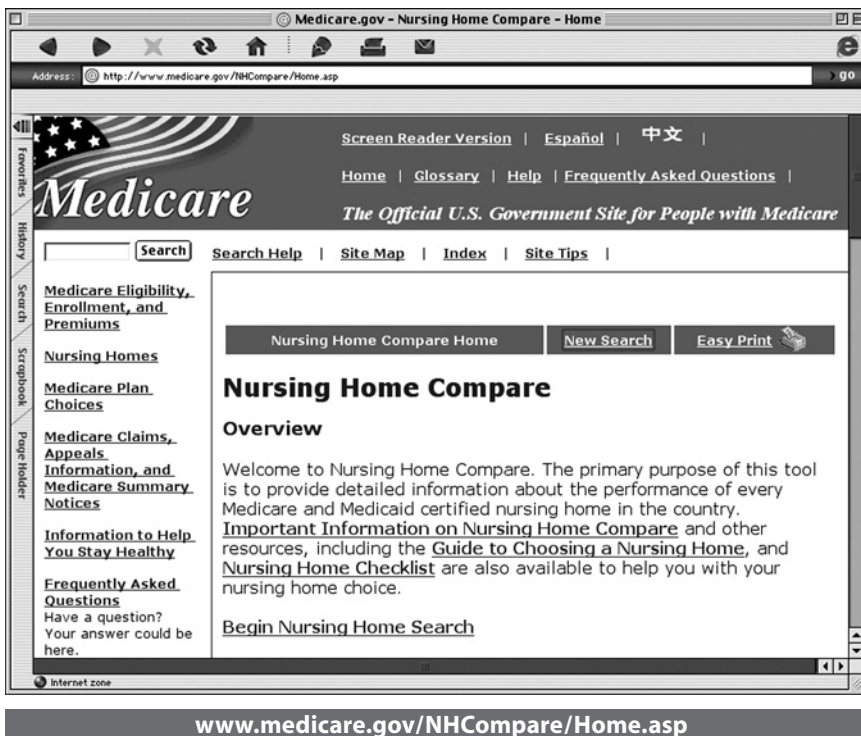 Medicare.gov – Nursing Home Compare – Home
Address: @ http://www.medicare.gov/NHCompare/Home.asp
go
Favorites
History
Search
Scrapbook
Page Holder
Medicare
Screen Reader Version | Español | 中文 |
Home | Glossary | Help | Frequently Asked Questions |
The Official U.S. Government Site for People with Medicare
Search
Search Help | Site Map | Index | Site Tips |
Medicare Eligibility,
Enrollment, and
Premiums
Nursing Homes
Medicare Plan
Choices
Medicare Claims,
Appeals
Information, and
Medicare Summary
Notices
Information to Help
You Stay Healthy
Frequently Asked
Questions
Have a question?
Your answer could be
here.
Nursing Home Compare Home
New Search
Easy Print
Nursing Home Compare
Overview
Welcome to Nursing Home Compare. The primary purpose of this tool
is to provide detailed information about the performance of every
Medicare and Medicaid certified nursing home in the country.
Important Information on Nursing Home Compare and other
resources, including the Guide to Choosing a Nursing Home, and
Nursing Home Checklist are also available to help you with your
nursing home choice.
Begin Nursing Home Search
Internet zone
www.medicare.gov/NHCompare/Home.asp